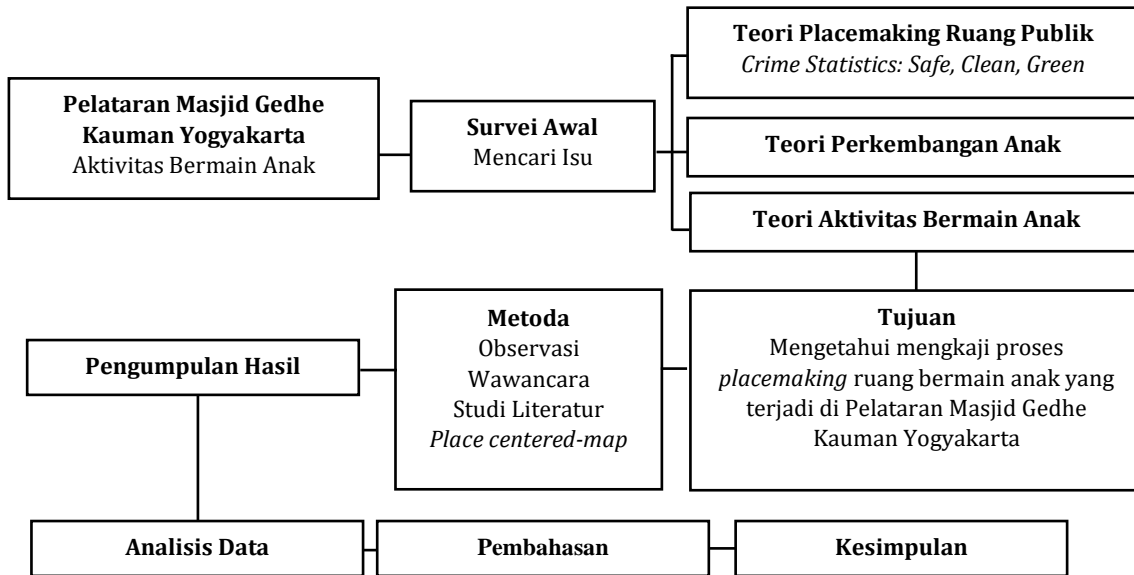 Pelataran Masjid Gedhe
Kauman Yogyakarta
Aktivitas Bermain Anak
Survei Awal
Mencari Isu
Teori Placemaking Ruang Publik
Crime Statistics: Safe, Clean, Green
Teori Perkembangan Anak
Teori Aktivitas Bermain Anak
Tujuan
Mengetahui mengkaji proses
placemaking ruang bermain anak yang
terjadi di Pelataran Masjid Gedhe
Kauman Yogyakarta
Metoda
Observasi
Wawancara
Studi Literatur
Place centered-map
Pengumpulan Hasil
Analisis Data
Pembahasan
Kesimpulan